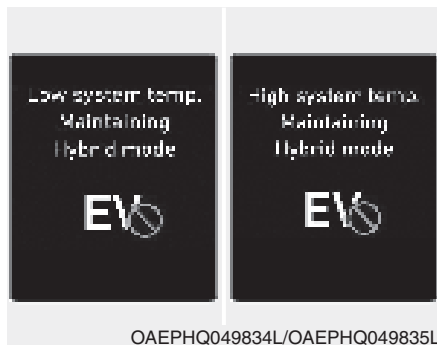 Low system temp.
Maintaining
Hybrid mode
EV
High system temp.
Maintaining
Hybrid mode
EV
OAEPHQ049834L/OAEPHQ049835L